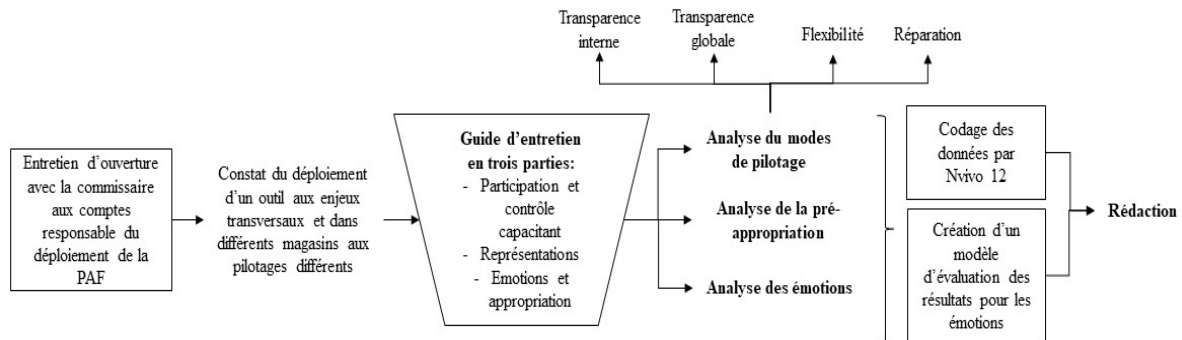 Transparence
interne
Transparence
globale
Flexibilité
Réparation
Entretien d'ouverture
avec la commissaire
aux comptes
responsable du
déploiement de la
PAF
Constat du déploiement
d'un outil aux enjeux
transversaux et dans
différents magasins aux
pilotages différents
Guide d'entretien
en trois parties:
- Participation et
contrôle
capacitant
- Représentations
- Emotions et
appropriation
Analyse du modes
de pilotage
Analyse de la pré-
appropriation
Analyse des émotions
Codage des
données par
Nvivo 12
Création d'un
modèle
d'évaluation des
résultats pour les
émotions
Rédaction